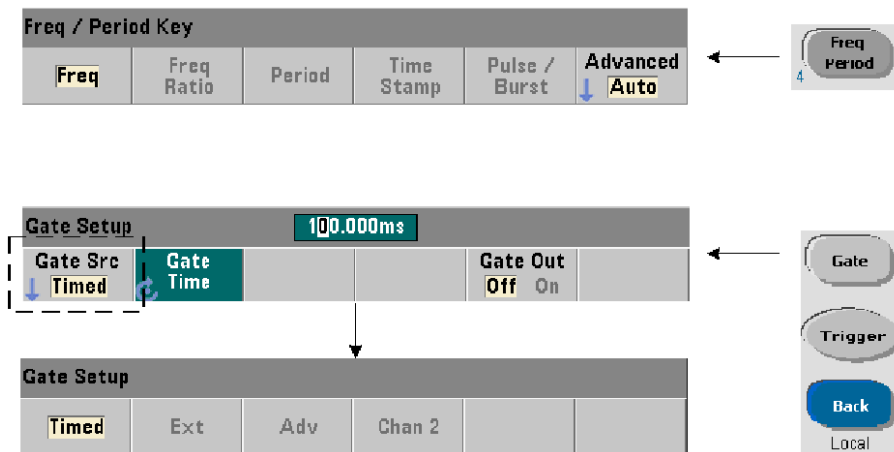 Freq / Period Key
Freq
Freq
Ratio
Period
Time
Stamp
Pulse /
Burst
Advanced
Auto
Freq
Period
4
Gate Setup
100.000ms
Gate Src
Timed
Gate
Time
Gate Out
Off On
Gate
Trigger
Gate Setup
Timed
Ext
Adv
Chan 2
Back
Local